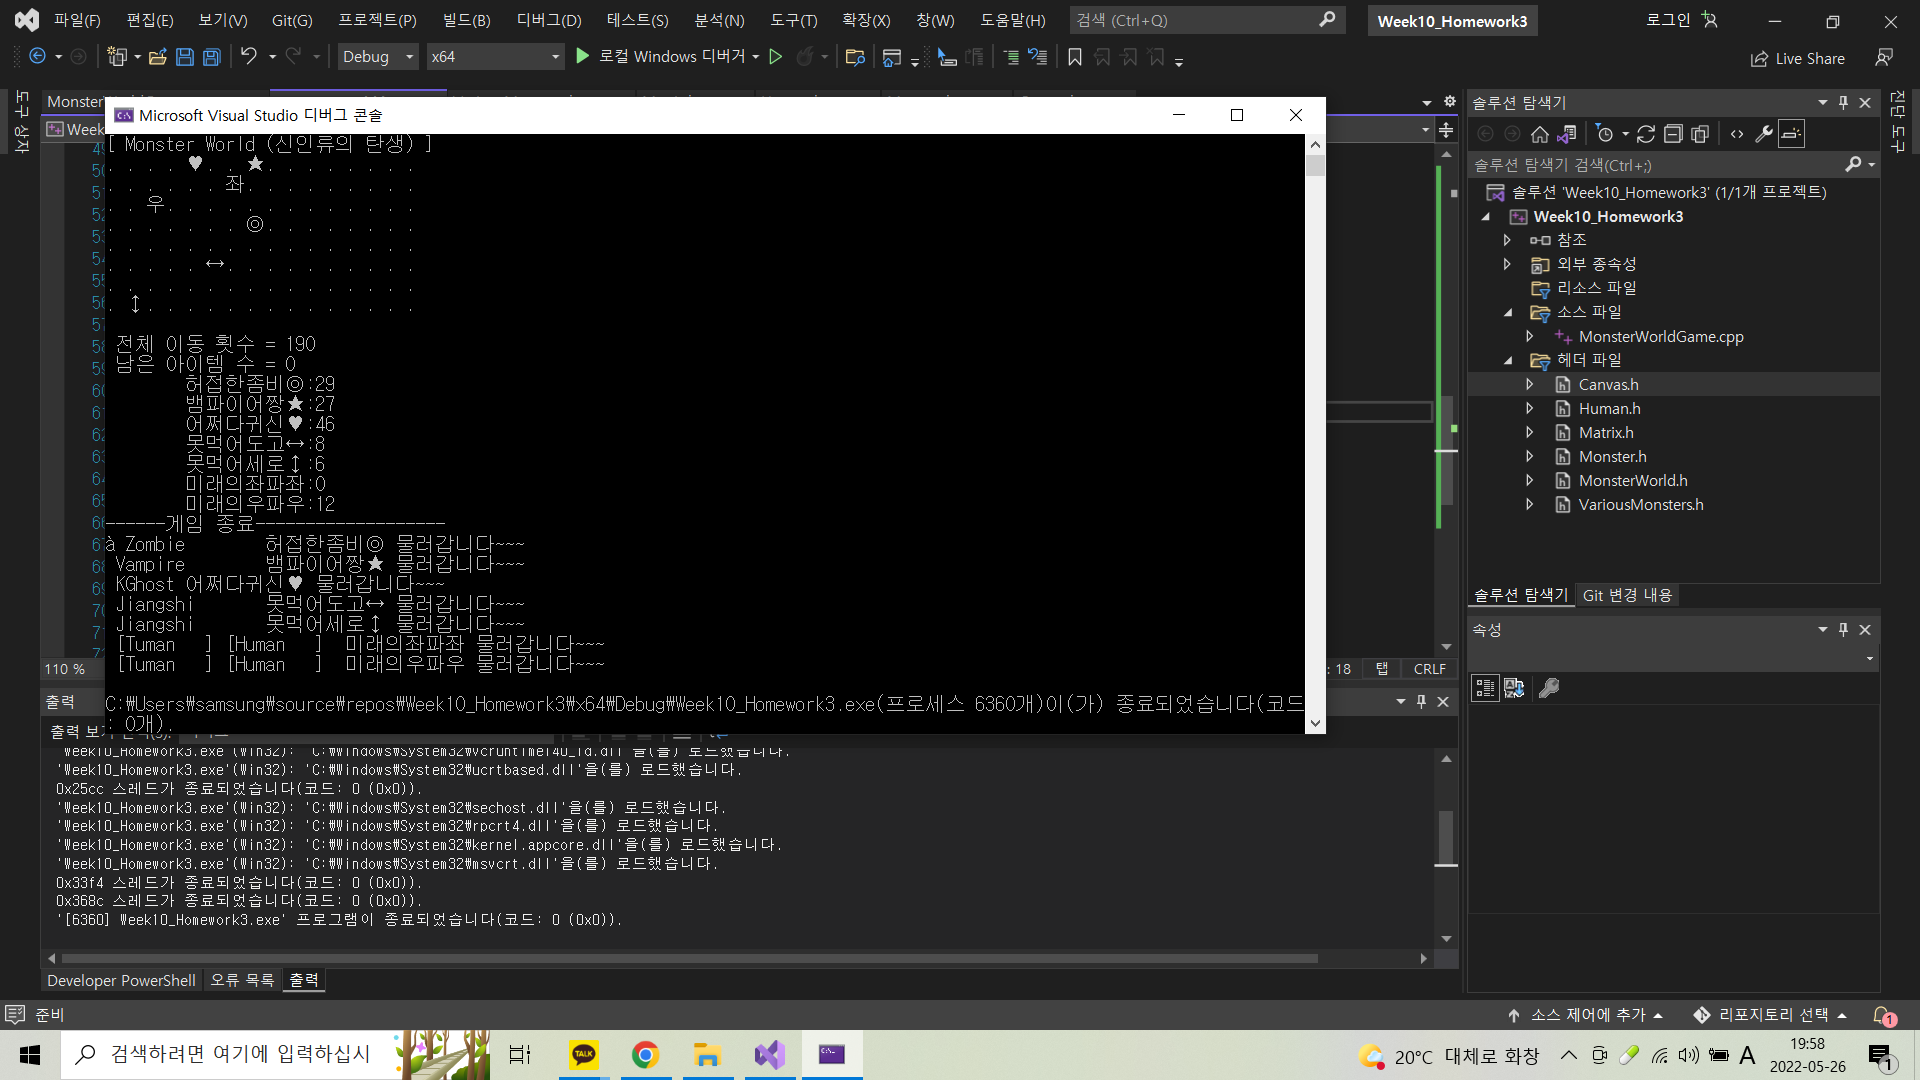 파일(F) 편집(E) 보기(V) Git(G) 프로젝트(P) 빌드(B) 디버그(D) 테스트(S) 분석(N) 도구(T) 확장(X) 창(W) 도움말(H) 검색 (Ctrl+Q) Week10_Homework3 로그인
Debug x64 로컬 Windows 디버거 Live Share
도구 상자
Microsoft Visual Studio 디버그 콘솔
[ Monster World (신인류의 탄생) ]
. . . . ♥ . . ★ . . . . . . . .
. . . . . . 좌 . . . . . . . . .
. . 우 . . . . . . . . . . . . .
. . . . . . . ◎ . . . . . . . .
. . . . . . . . . . . . . . . .
. . . . . ↔ . . . . . . . . . .
. . . . . . . . . . . . . . . .
. ↕ . . . . . . . . . . . . . .
전체 이동 횟수 = 190
남은 아이템 수 = 0
허접한좀비◎:29
뱀파이어짱★:27
어쩌다귀신♥:46
못먹어도고↔:8
못먹어세로↕:6
미래의좌파좌:0
미래의우파우:12
------게임 종료-------------------
à Zombie 허접한좀비◎ 물러갑니다~~~
Vampire 뱀파이어짱★ 물러갑니다~~~
KGhost 어쩌다귀신♥ 물러갑니다~~~
Jiangshi 못먹어도고↔ 물러갑니다~~~
Jiangshi 못먹어세로↕ 물러갑니다~~~
[Tuman ] [Human ] 미래의좌파좌 물러갑니다~~~
[Tuman ] [Human ] 미래의우파우 물러갑니다~~~
C:₩Users₩samsung₩source₩repos₩Week10_Homework3₩x64₩Debug₩Week10_Homework3.exe(프로세스 6360개)이(가) 종료되었습니다(코드
: 0개).
110 %
: 18 탭 CRLF
출력
'Week10_Homework3.exe'(Win32): 'C:₩Windows₩System32₩vcruntime140_1d.dll'을(를) 로드했습니다.
'Week10_Homework3.exe'(Win32): 'C:₩Windows₩System32₩ucrtbased.dll'을(를) 로드했습니다.
0x25cc 스레드가 종료되었습니다(코드: 0 (0x0)).
'Week10_Homework3.exe'(Win32): 'C:₩Windows₩System32₩sechost.dll'을(를) 로드했습니다.
'Week10_Homework3.exe'(Win32): 'C:₩Windows₩System32₩rpcrt4.dll'을(를) 로드했습니다.
'Week10_Homework3.exe'(Win32): 'C:₩Windows₩System32₩kernel.appcore.dll'을(를) 로드했습니다.
'Week10_Homework3.exe'(Win32): 'C:₩Windows₩System32₩msvcrt.dll'을(를) 로드했습니다.
0x33f4 스레드가 종료되었습니다(코드: 0 (0x0)).
0x368c 스레드가 종료되었습니다(코드: 0 (0x0)).
'[6360] Week10_Homework3.exe' 프로그램이 종료되었습니다(코드: 0 (0x0)).
Developer PowerShell 오류 목록 출력
솔루션 탐색기
솔루션 탐색기 검색(Ctrl+;)
솔루션 'Week10_Homework3' (1/1개 프로젝트)
Week10_Homework3
참조
외부 종속성
리소스 파일
소스 파일
MonsterWorldGame.cpp
헤더 파일
Canvas.h
Human.h
Matrix.h
Monster.h
MonsterWorld.h
VariousMonsters.h
솔루션 탐색기 Git 변경 내용
속성
진단 도구
준비 소스 제어에 추가 리포지토리 선택 1
검색하려면 여기에 입력하십시 TALK 20°C 대체로 화창 A 19:58
2022-05-26 1